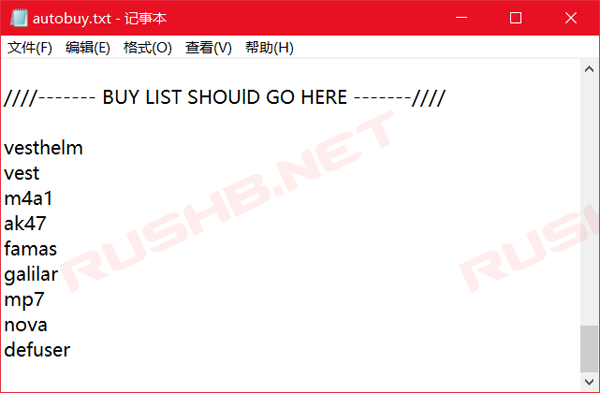 autobuy.txt - 记事本
文件(F) 编辑(E) 格式(O) 查看(V) 帮助(H)
////------- BUY LIST SHOUlD GO HERE -------////
vesthelm
vest
m4a1
ak47
famas
galilar
mp7
nova
defuser
RUSHB.NET
RUSHB